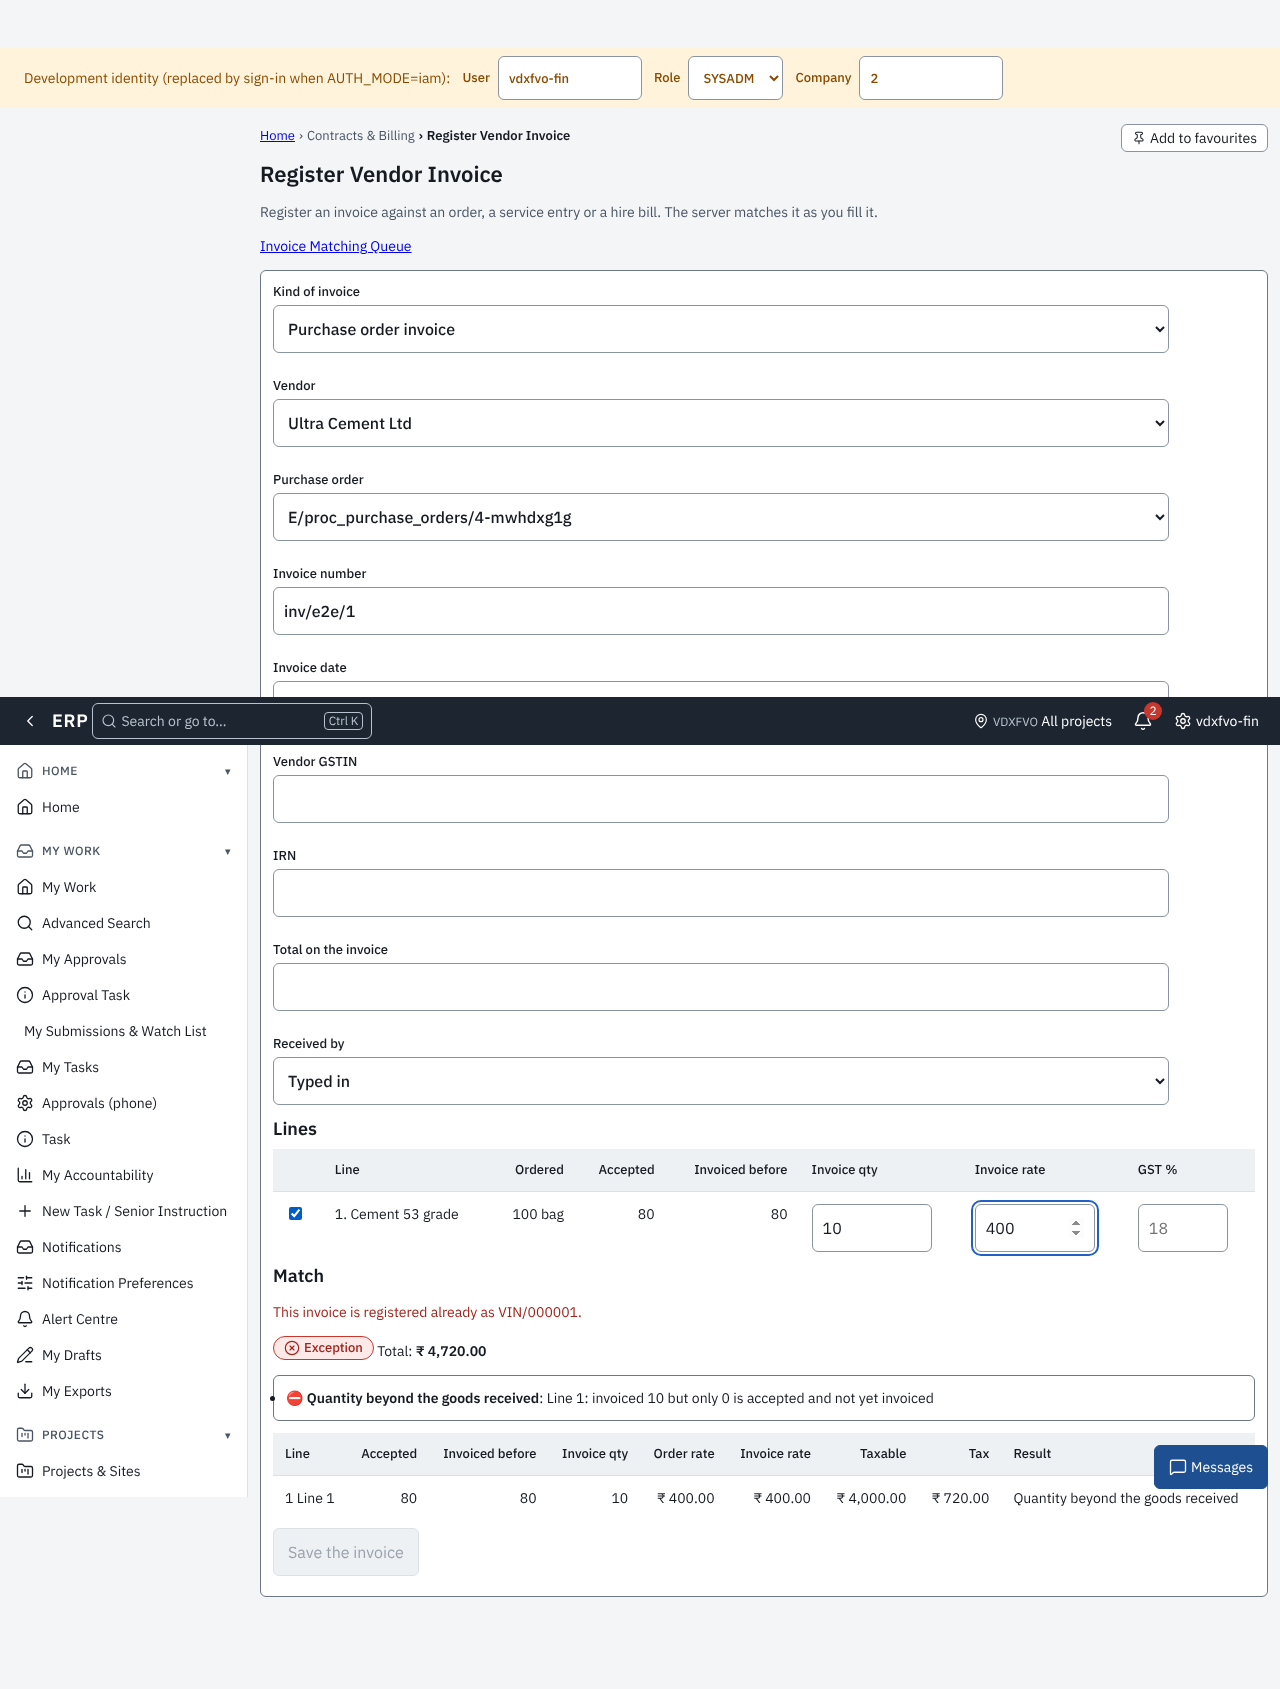 Development identity (replaced by sign-in when AUTH_MODE=iam): User vdxfvo-fin Role SYSADM Company 2
Home › Contracts & Billing › Register Vendor Invoice
Add to favourites
Register Vendor Invoice
Register an invoice against an order, a service entry or a hire bill. The server matches it as you fill it.
Invoice Matching Queue
Kind of invoice
Purchase order invoice
Vendor
Ultra Cement Ltd
Purchase order
E/proc_purchase_orders/4-mwhdxg1g
Invoice number
inv/e2e/1
Invoice date
ERP Search or go to... Ctrl K VDXFVO All projects 2 vdxfvo-fin
HOME
Home
MY WORK
My Work
Advanced Search
My Approvals
Approval Task
My Submissions & Watch List
My Tasks
Approvals (phone)
Task
My Accountability
New Task / Senior Instruction
Notifications
Notification Preferences
Alert Centre
My Drafts
My Exports
PROJECTS
Projects & Sites
Vendor GSTIN
IRN
Total on the invoice
Received by
Typed in
Lines
Line Ordered Accepted Invoiced before Invoice qty Invoice rate GST %
1. Cement 53 grade 100 bag 80 80 10 400 18
Match
This invoice is registered already as VIN/000001.
Exception Total: ₹ 4,720.00
Quantity beyond the goods received: Line 1: invoiced 10 but only 0 is accepted and not yet invoiced
Line Accepted Invoiced before Invoice qty Order rate Invoice rate Taxable Tax Result
1 Line 1 80 80 10 ₹ 400.00 ₹ 400.00 ₹ 4,000.00 ₹ 720.00 Quantity beyond the goods received
Messages
Save the invoice